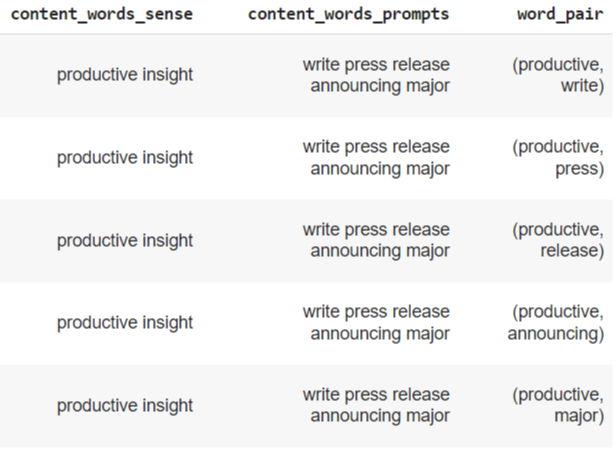 content_words_sense content_words_prompts word_pair
productive insight write press release announcing major (productive, write)
productive insight write press release announcing major (productive, press)
productive insight write press release announcing major (productive, release)
productive insight write press release announcing major (productive, announcing)
productive insight write press release announcing major (productive, major)